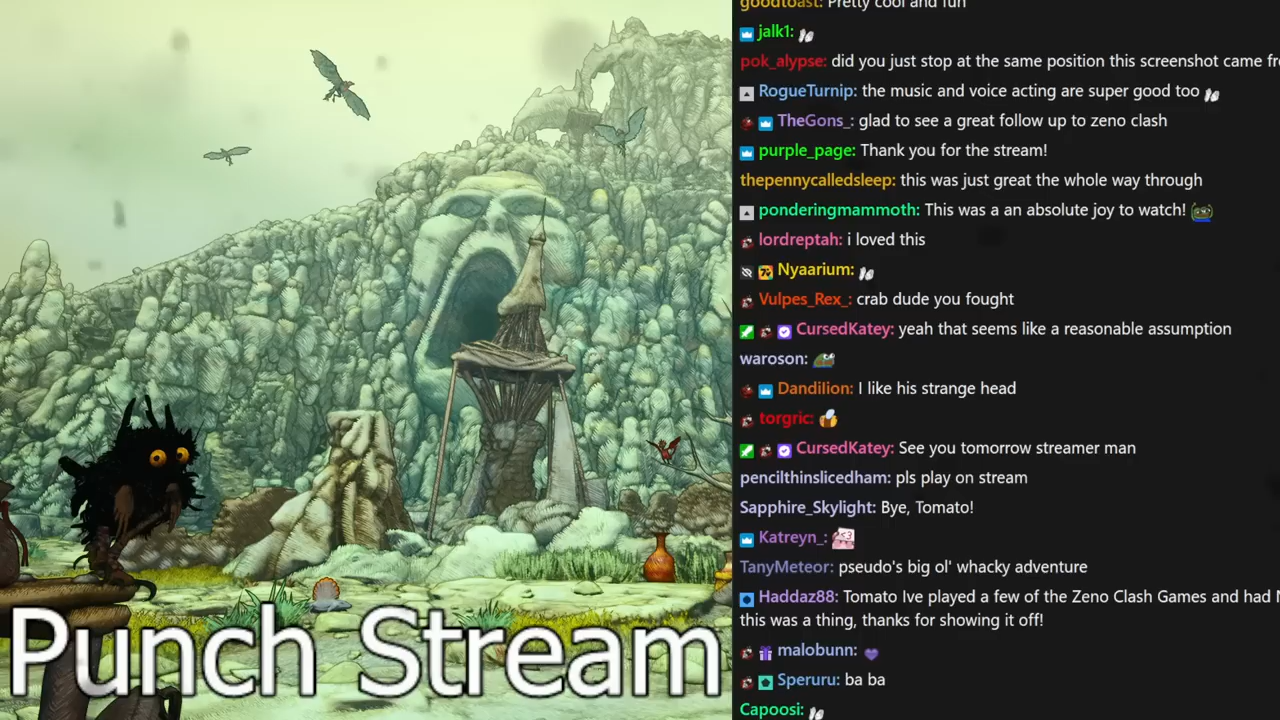 goodtoast: Pretty cool and fun
jalk1:
pok_alypse: did you just stop at the same position this screenshot came
RogueTurnip: the music and voice acting are super good too
TheGons_: glad to see a great follow up to zeno clash
purple_page: Thank you for the stream!
thepennycalledsleep: this was just great the whole way through
ponderingmammoth: This was a an absolute joy to watch!
lordreptah: i loved this
Nyaarium:
Vulpes_Rex_: crab dude you fought
CursedKatey: yeah that seems like a reasonable assumption
waroson:
Dandilion: I like his strange head
torgric:
CursedKatey: See you tomorrow streamer man
pencilthinslicedham: pls play on stream
Sapphire_Skylight: Bye, Tomato!
Katreyn_:
TanyMeteor: pseudo's big ol' whacky adventure
Haddaz88: Tomato Ive played a few of the Zeno Clash Games and had
this was a thing, thanks for showing it off!
malobunn:
Speruru: ba ba
Capoosi:
Punch Stream